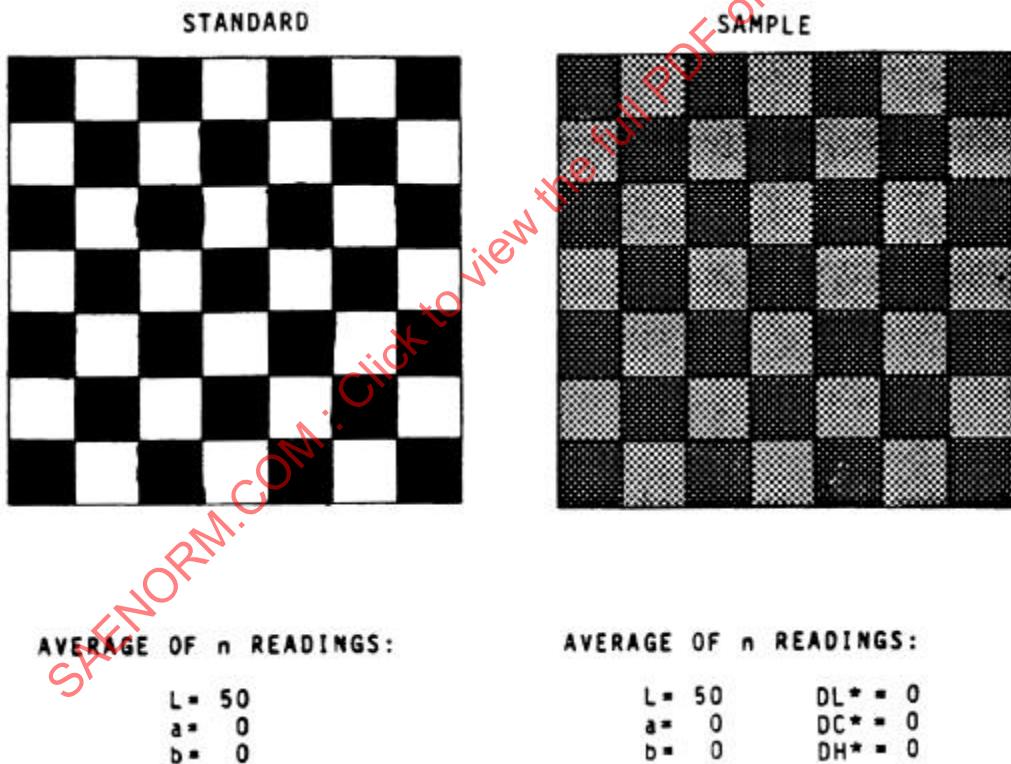 STANDARD
SAMPLE
AVERAGE OF n READINGS:
L= 50
a= 0
b= 0
AVERAGE OF n READINGS:
L= 50 DL* = 0
a= 0 DC* = 0
b= 0 DH* = 0
SAENORM.COM : Click to view the full PDF of